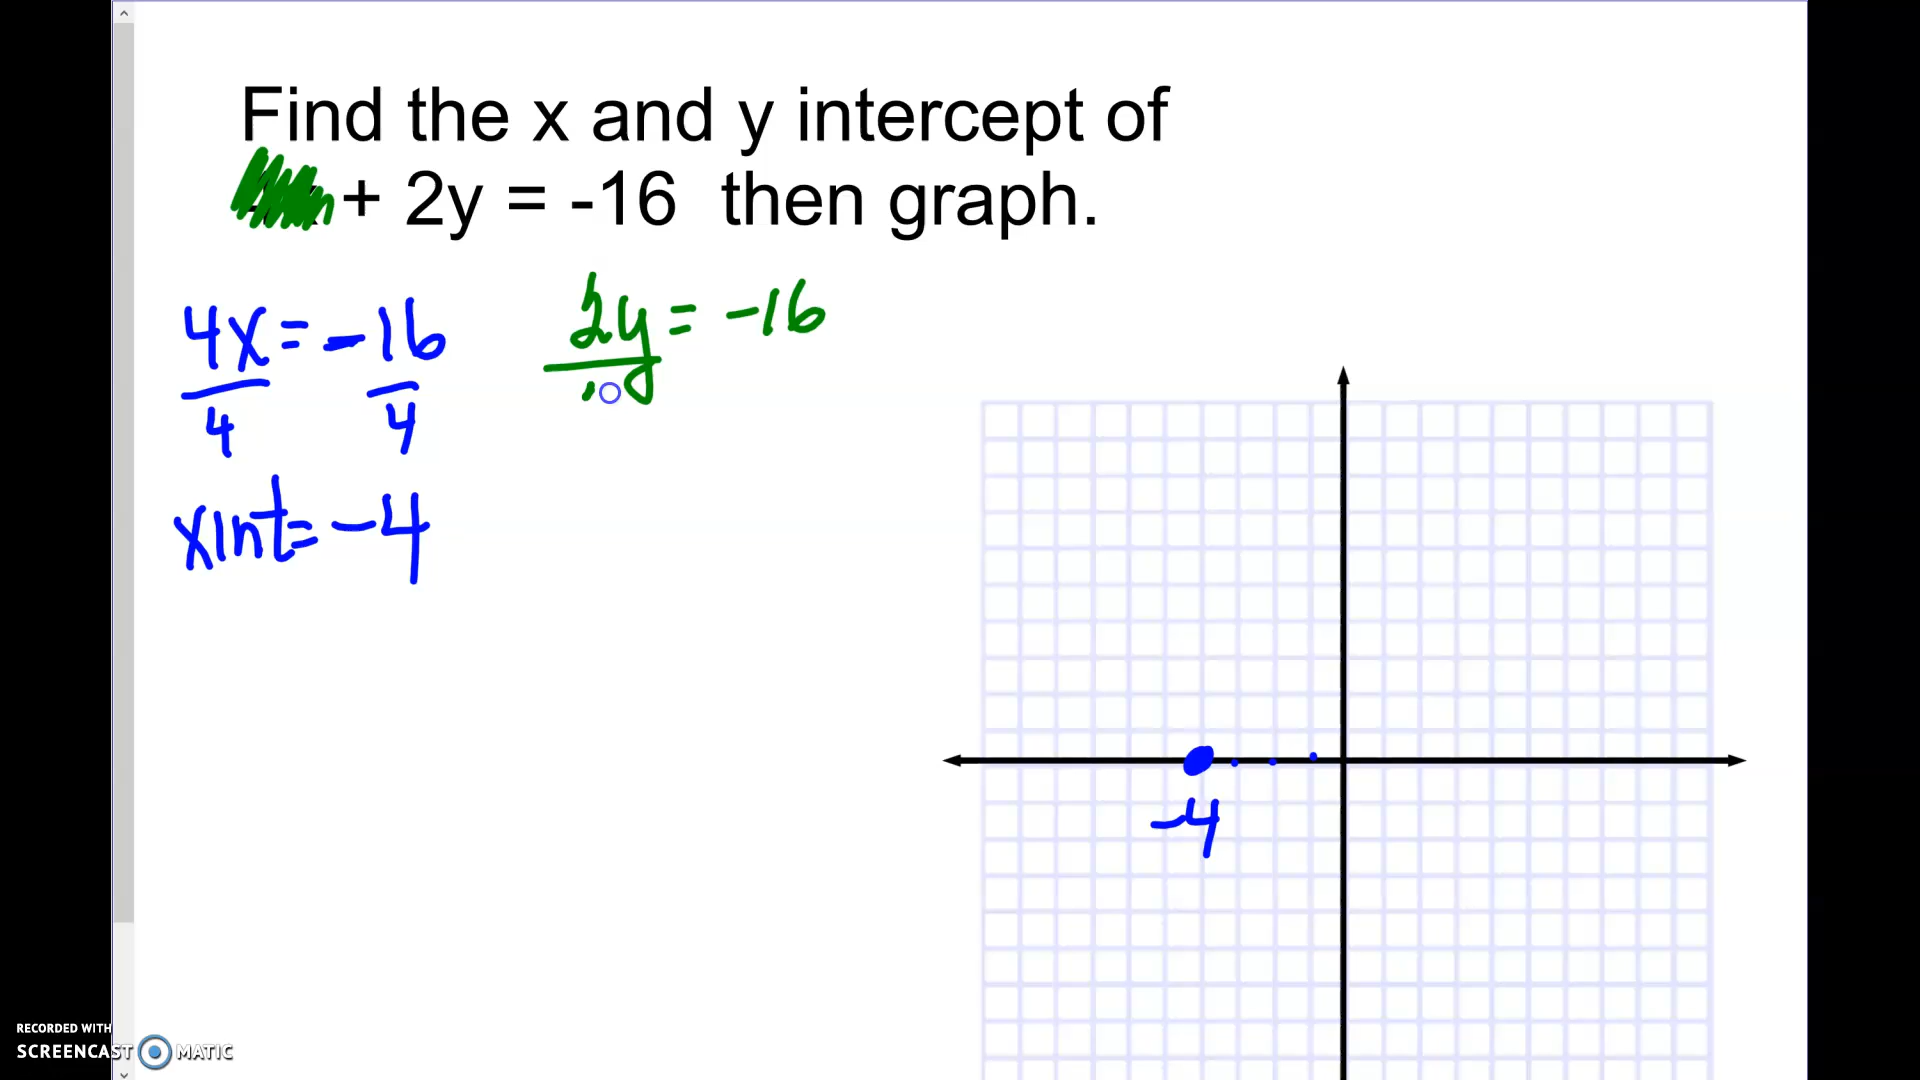 Find the x and y intercept of
+ 2y = -16 then graph.
4x = -16
4 4
xint = -4
2y = -16
-4
RECORDED WITH
SCREENCAST MATIC